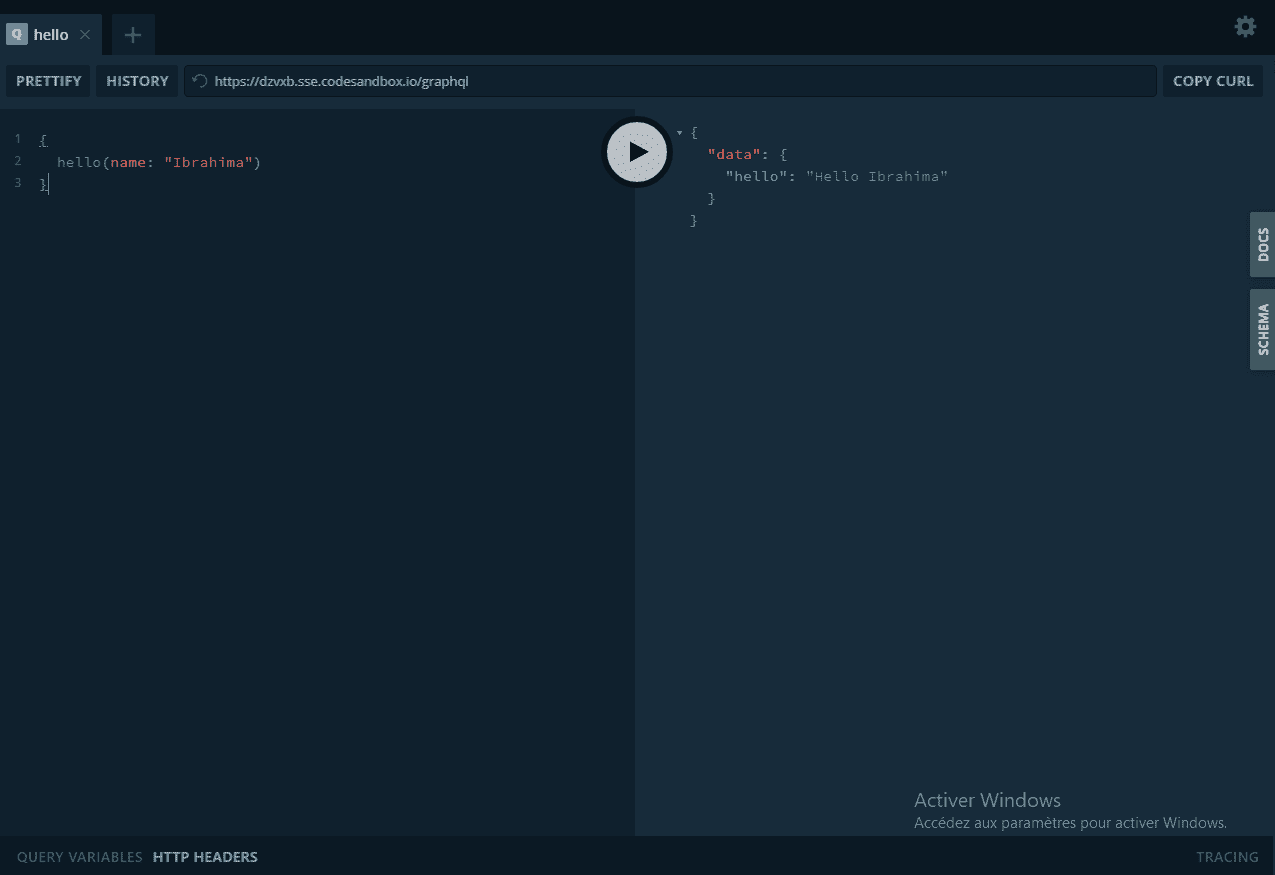 Q hello
PRETTIFY HISTORY https://dzvxb.sse.codesandbox.io/graphql COPY CURL
1 {
2 hello(name: "Ibrahima")
3 }
{
"data": {
"hello": "Hello Ibrahima"
}
}
DOCS
SCHEMA
Activer Windows
Accédez aux paramètres pour activer Windows.
QUERY VARIABLES HTTP HEADERS TRACING